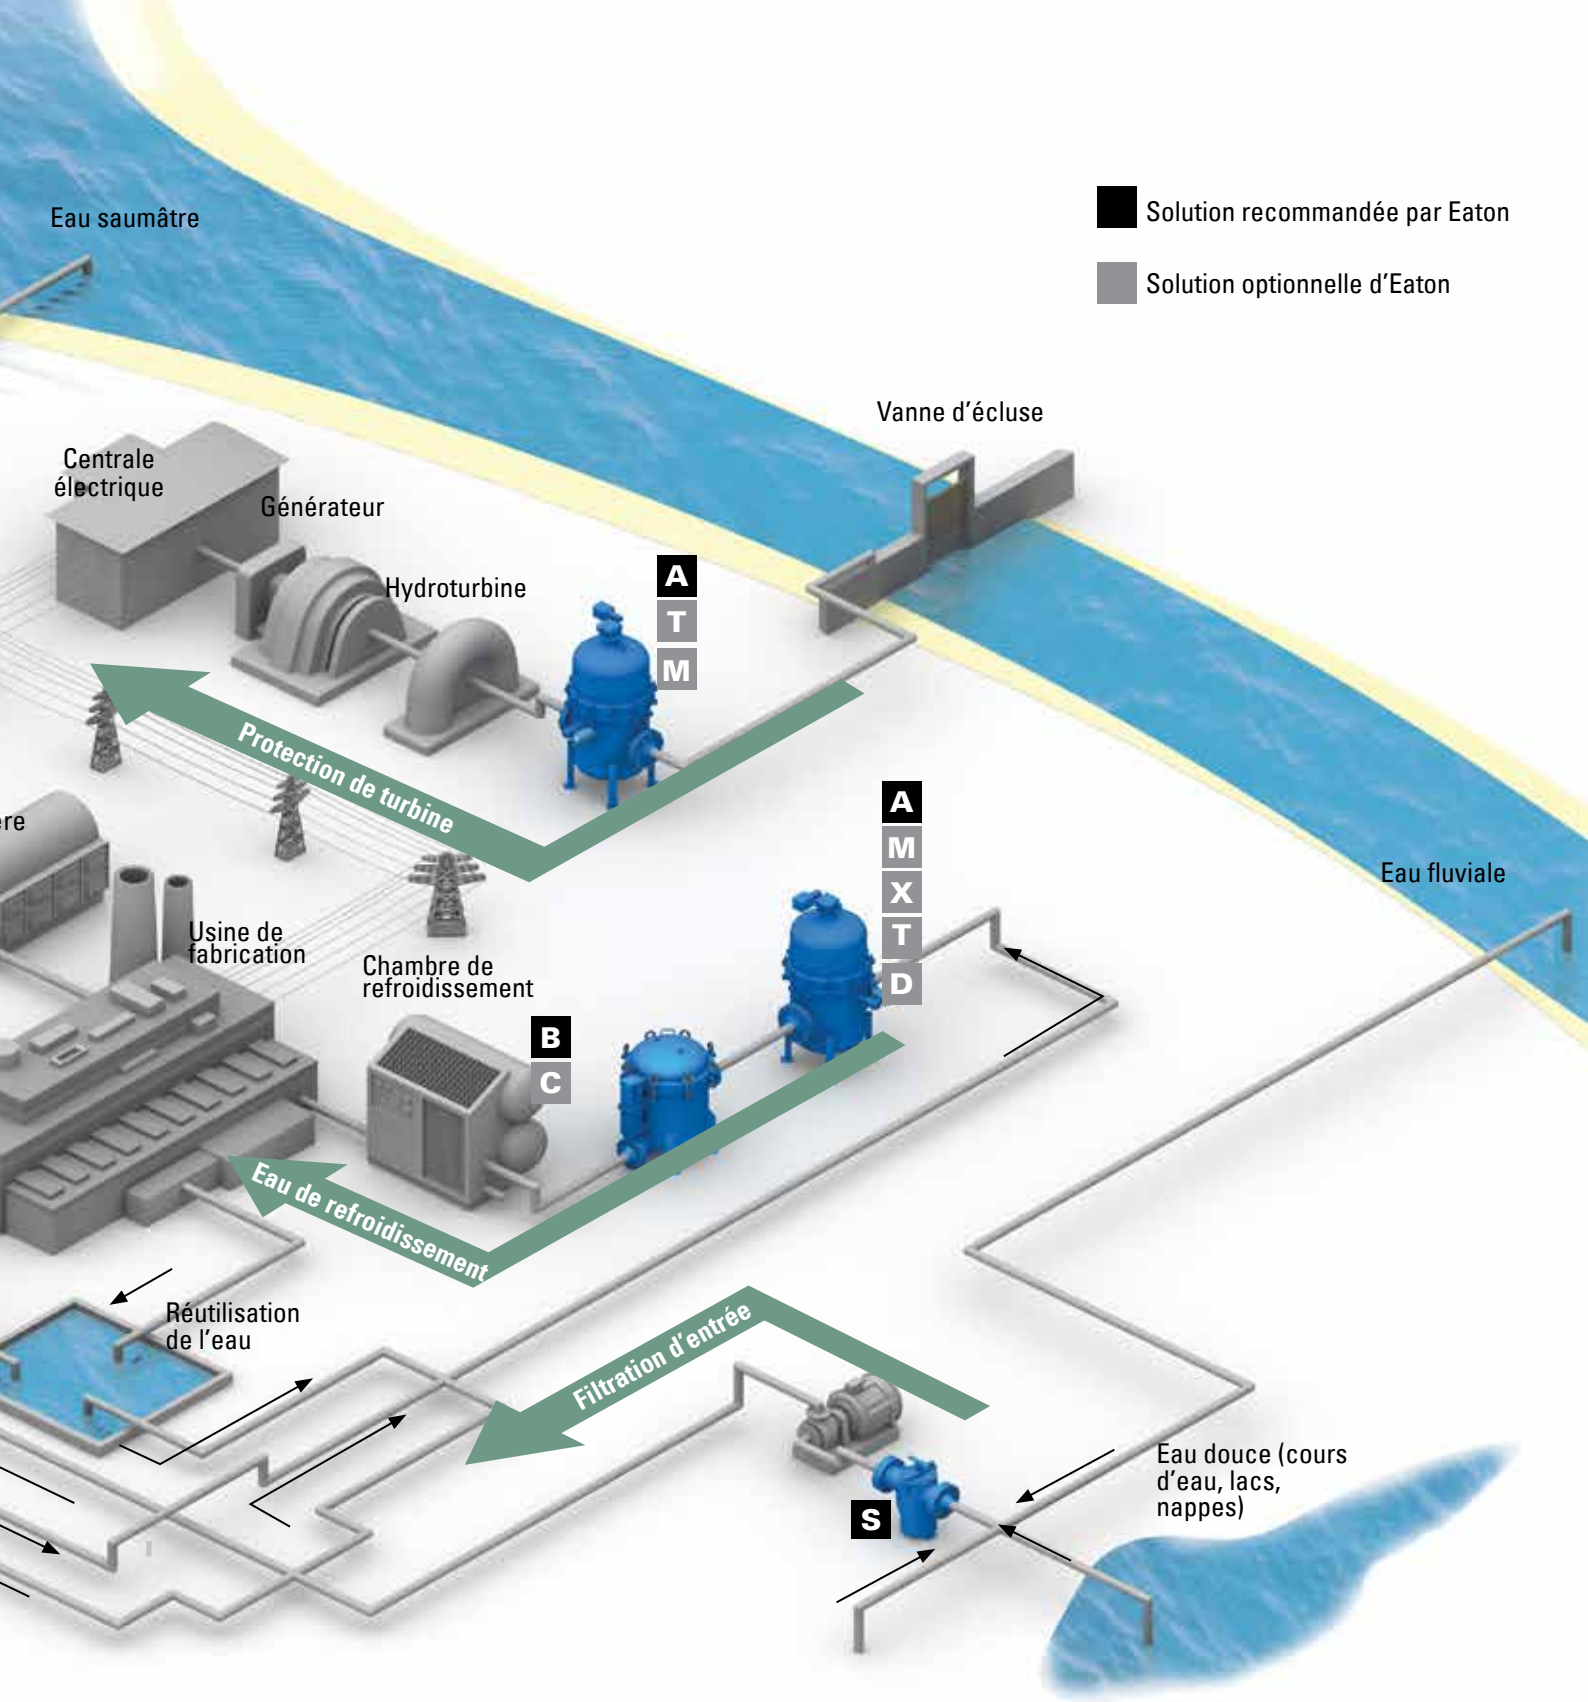 Eau saumâtre
Solution recommandée par Eaton
Solution optionnelle d'Eaton
Vanne d'écluse
Centrale
électrique
Générateur
Hydroturbine
A
T
M
Protection de turbine
ère
A
M
X
T
D
Eau fluviale
Usine de
fabrication
Chambre de
refroidissement
B
C
Eau de refroidissement
Réutilisation
de l'eau
Filtration d'entrée
S
Eau douce (cours
d'eau, lacs,
nappes)